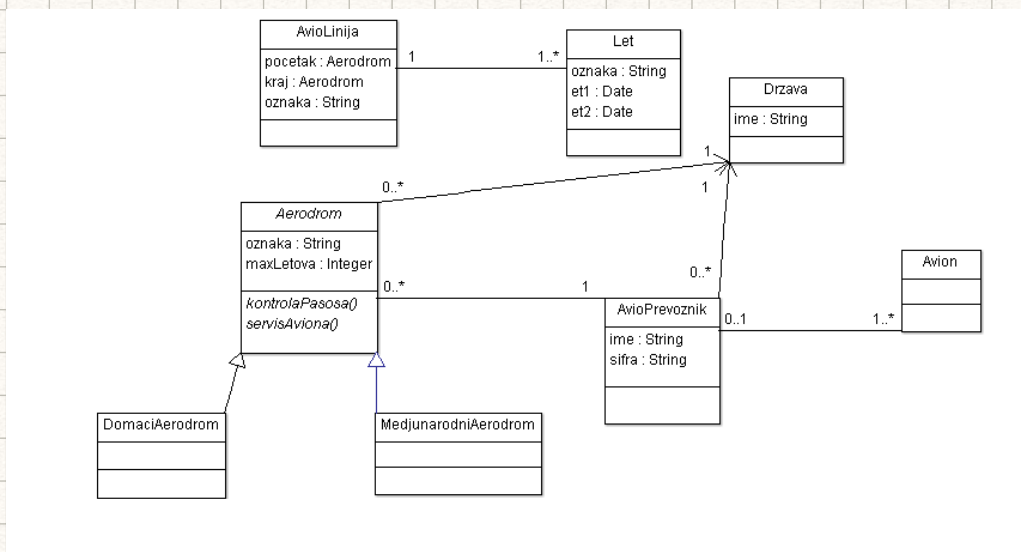 AvioLinija
pocetak : Aerodrom
kraj : Aerodrom
oznaka : String
1
1..*
Let
oznaka : String
et1 : Date
et2 : Date
Drzava
ime : String
1
0..*
1
Aerodrom
oznaka : String
maxLetova : Integer
kontrolaPasosa()
servisAviona()
0..*
1
0..*
AvioPrevoznik
ime : String
sifra : String
0..1
1..*
Avion
DomaciAerodrom
MedjunarodniAerodrom